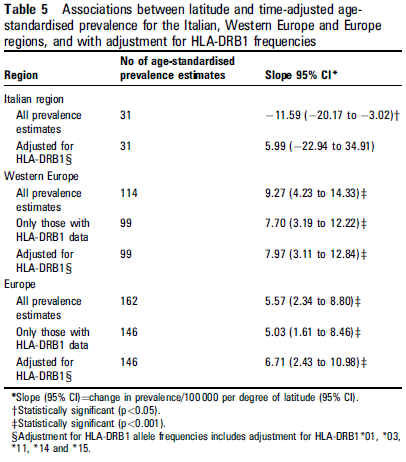 Table 5 Associations between latitude and time-adjusted age-
standardised prevalence for the Italian, Western Europe and Europe
regions, and with adjustment for HLA-DRB1 frequencies
Region No of age-standardised prevalence estimates Slope 95% CI*
Italian region
All prevalence estimates 31 −11.59 (−20.17 to −3.02)†
Adjusted for HLA-DRB1§ 31 5.99 (−22.94 to 34.91)
Western Europe
All prevalence estimates 114 9.27 (4.23 to 14.33)‡
Only those with HLA-DRB1 data 99 7.70 (3.19 to 12.22)‡
Adjusted for HLA-DRB1§ 99 7.97 (3.11 to 12.84)‡
Europe
All prevalence estimates 162 5.57 (2.34 to 8.80)‡
Only those with HLA-DRB1 data 146 5.03 (1.61 to 8.46)‡
Adjusted for HLA-DRB1§ 146 6.71 (2.43 to 10.98)‡
*Slope (95% CI)=change in prevalence/100 000 per degree of latitude (95% CI).
†Statistically significant (p<0.05).
‡Statistically significant (p<0.001).
§Adjustment for HLA-DRB1 allele frequencies includes adjustment for HLA-DRB1*01, *03,
*11, *14 and *15.